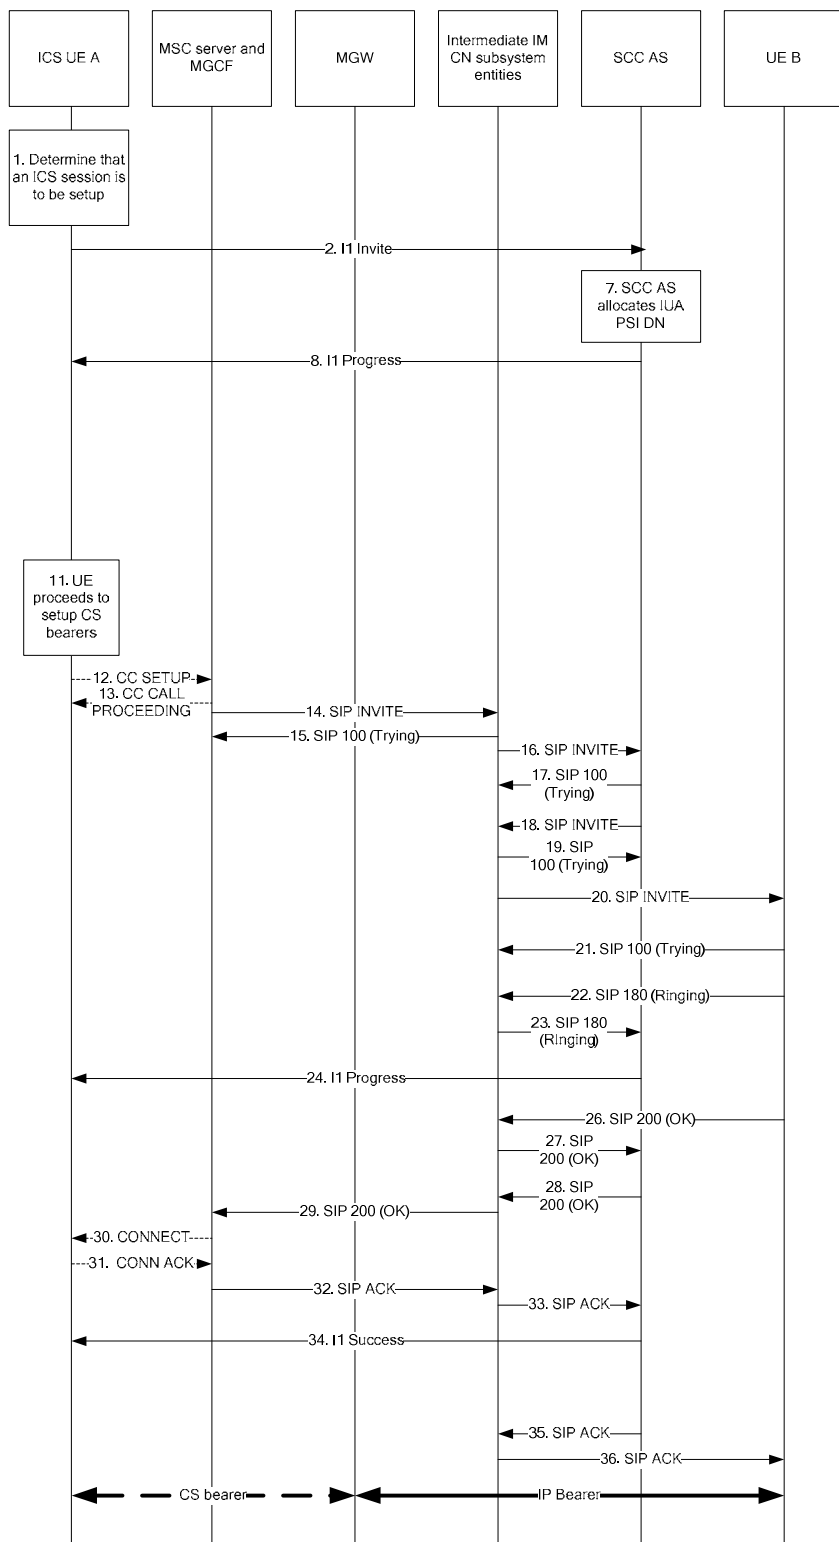 ICS UE A
MSC server and
MGCF
MGW
Intermediate IM
CN subsystem
entities
SCC AS
UE B
1. Determine that
an ICS session is
to be setup
2. I1 Invite
7. SCC AS
allocates IUA
PSI DN
8. I1 Progress
11. UE
proceeds to
setup CS
bearers
12. CC SETUP
13. CC CALL
PROCEEDING
14. SIP INVITE
15. SIP 100 (Trying)
16. SIP INVITE
17. SIP 100
(Trying)
18. SIP INVITE
19. SIP
100 (Trying)
20. SIP INVITE
21. SIP 100 (Trying)
22. SIP 180 (Ringing)
23. SIP 180
(RInging)
24. I1 Progress
26. SIP 200 (OK)
27. SIP
200 (OK)
28. SIP
200 (OK)
29. SIP 200 (OK)
30. CONNECT
31. CONN ACK
32. SIP ACK
33. SIP ACK
34. I1 Success
35. SIP ACK
36. SIP ACK
CS bearer
IP Bearer